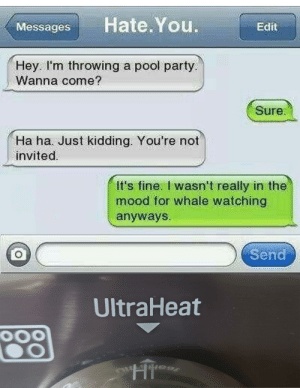 Messages
Hate.You.
Edit
Hey. I'm throwing a pool party.
Wanna come?
Sure.
Ha ha. Just kidding. You're not
invited.
It's fine. I wasn't really in the
mood for whale watching
anyways.
Send
UltraHeat
Hi